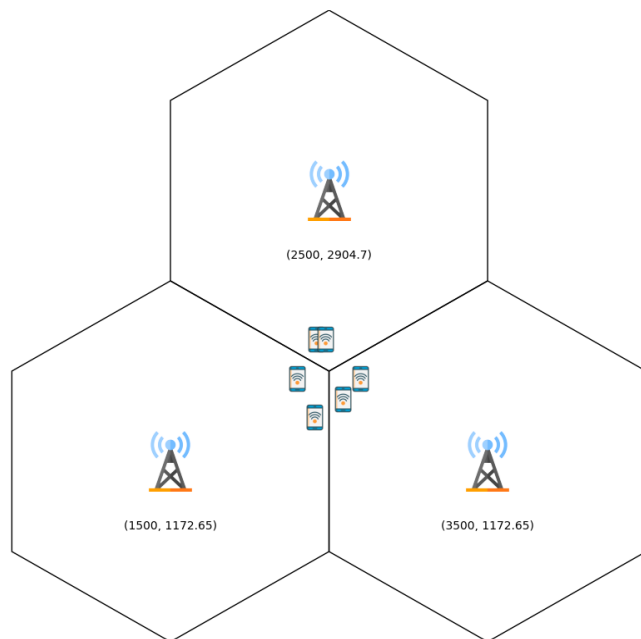 (2500, 2904.7)
(1500, 1172.65)
(3500, 1172.65)